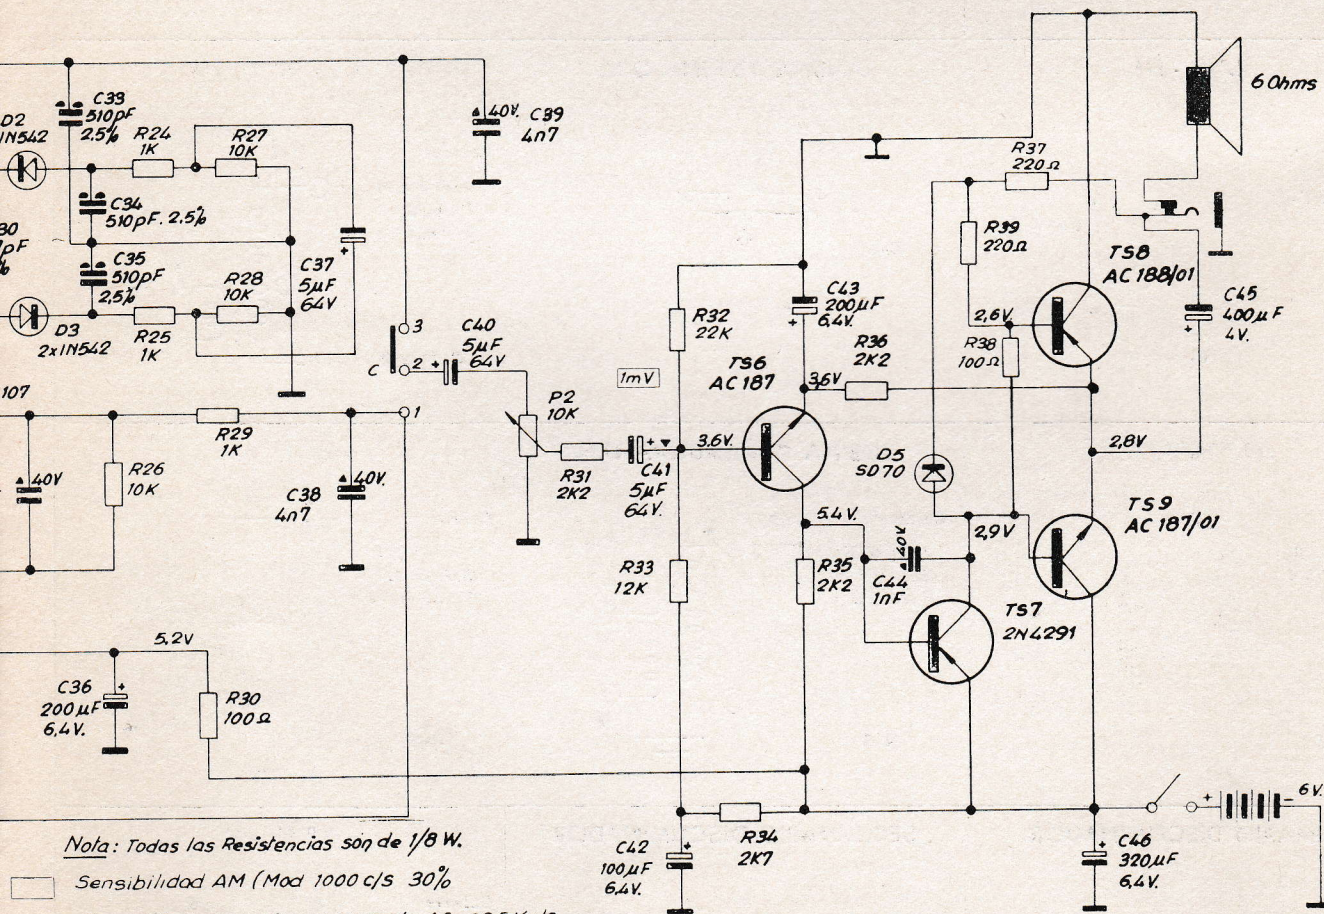 6 Ohms
C33
510pF
2,5%
D2
1N542
40V.
C39
4n7
R24
1K
R27
10K
R37
220Ω
C34
510pF. 2,5%
30
pF
%
R39
220Ω
TS8
AC 188/01
C35
510pF
2,5%
R28
10K
C37
5µF
64V
C43
200µF
6,4V.
C45
400µF
4V.
D3
2x1N542
R25
1K
3
C40
5µF
64V
R32
22K
2,6V
R38
100Ω
R36
2K2
C
2
1mV
TS6
AC 187
3,6V
107
P2
10K
1
R29
1K
3.6V.
2,8V
40V
R26
10K
C38
4n7
40V.
R31
2K2
C41
5µF
64V.
D5
SD70
5.4V.
2,9V
TS9
AC 187/01
R33
12K
R35
2K2
40V
C44
1nF
TS7
2N4291
5.2V
C36
200µF
6,4V.
R30
100Ω
6V.
R34
2K7
C42
100µF
6,4V.
C46
320µF
6,4V.
Nota: Todas las Resistencias són de 1/8 W.
Sensibilidad AM (Mod 1000 c/s 30%